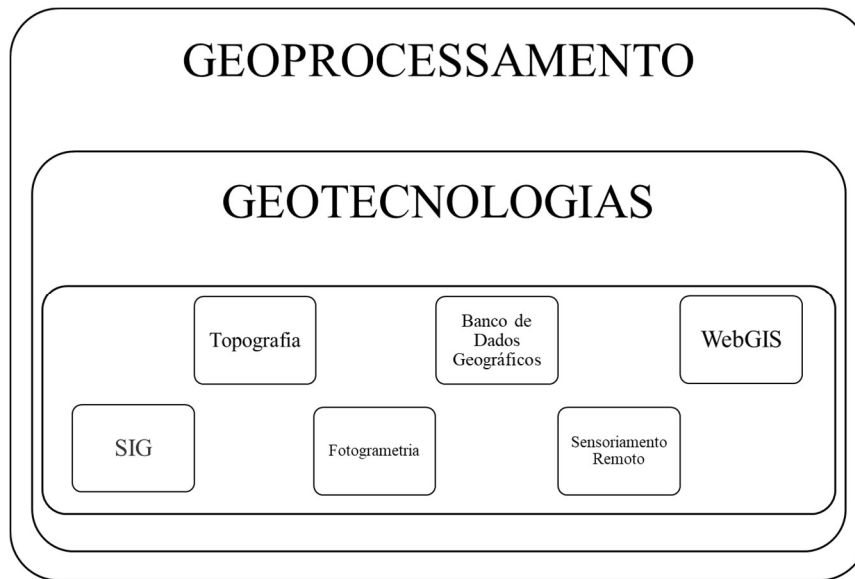 GEOPROCESSAMENTO
GEOTECNOLOGIAS
Topografia
Banco de
Dados
Geográficos
WebGIS
SIG
Fotogrametria
Sensoriamento
Remoto